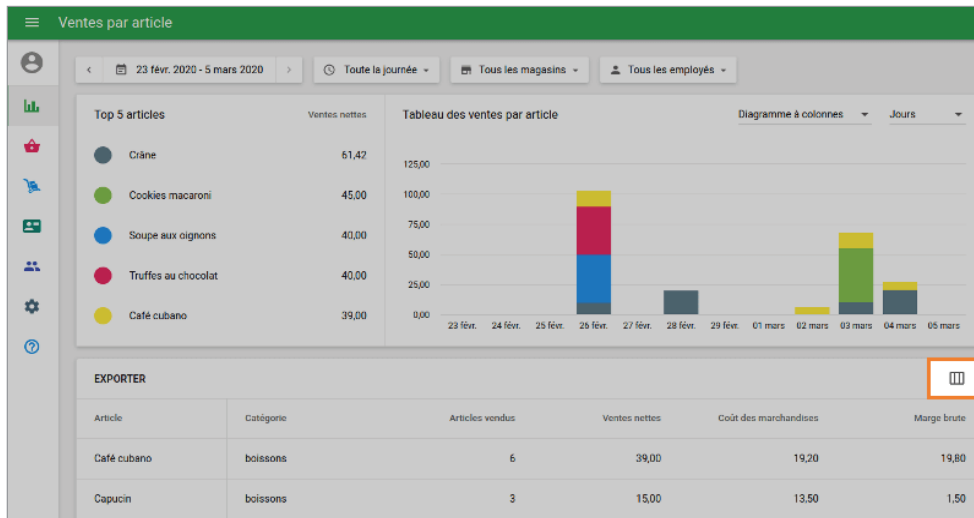 Ventes par article
23 févr. 2020 - 5 mars 2020
Toute la journée
Tous les magasins
Tous les employés
Top 5 articles
Ventes nettes
Crâne 61,42
Cookies macaroni 45,00
Soupe aux oignons 40,00
Truffes au chocolat 40,00
Café cubano 39,00
Tableau des ventes par article
Diagramme à colonnes
Jours
125,00
100,00
75,00
50,00
25,00
0,00
23 févr. 24 févr. 25 févr. 26 févr. 27 févr. 28 févr. 29 févr. 01 mars 02 mars 03 mars 04 mars 05 mars
EXPORTER
Article Catégorie Articles vendus Ventes nettes Coût des marchandises Marge brute
Café cubano boissons 6 39,00 19,20 19,80
Capucin boissons 3 15,00 13,50 1,50